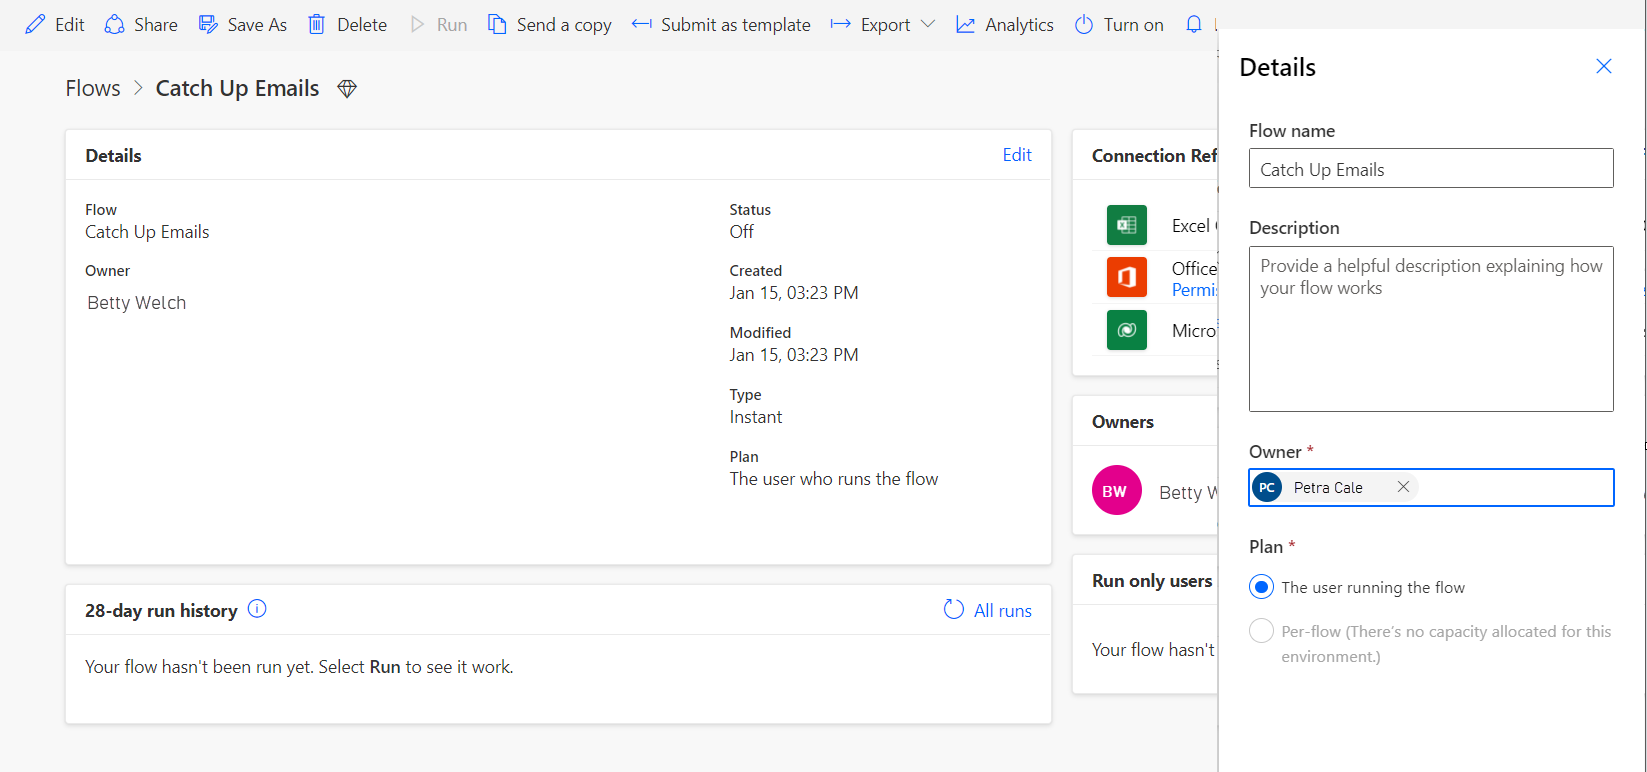 Edit Share Save As Delete Run Send a copy Submit as template Export Analytics Turn on
Flows > Catch Up Emails
Details Edit
Flow
Catch Up Emails
Owner
Betty Welch
Status
Off
Created
Jan 15, 03:23 PM
Modified
Jan 15, 03:23 PM
Type
Instant
Plan
The user who runs the flow
28-day run history All runs
Your flow hasn't been run yet. Select Run to see it work.
Connection Ref
Excel
Office
Permis
Micro
Owners
BW Betty W
Run only users
Your flow hasn't
Details
Flow name
Catch Up Emails
Description
Provide a helpful description explaining how
your flow works
Owner *
PC Petra Cale
Plan *
The user running the flow
Per-flow (There's no capacity allocated for this
environment.)